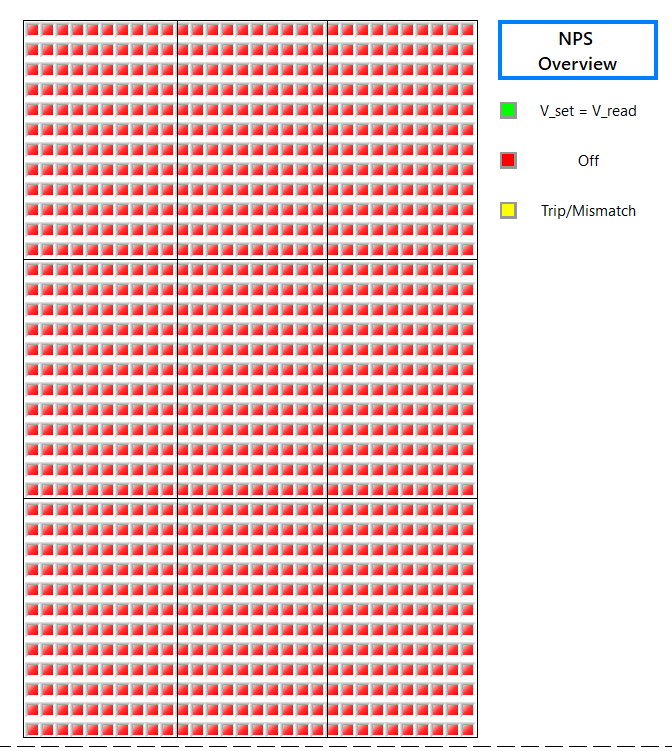 NPS
Overview
V_set = V_read
Off
Trip/Mismatch